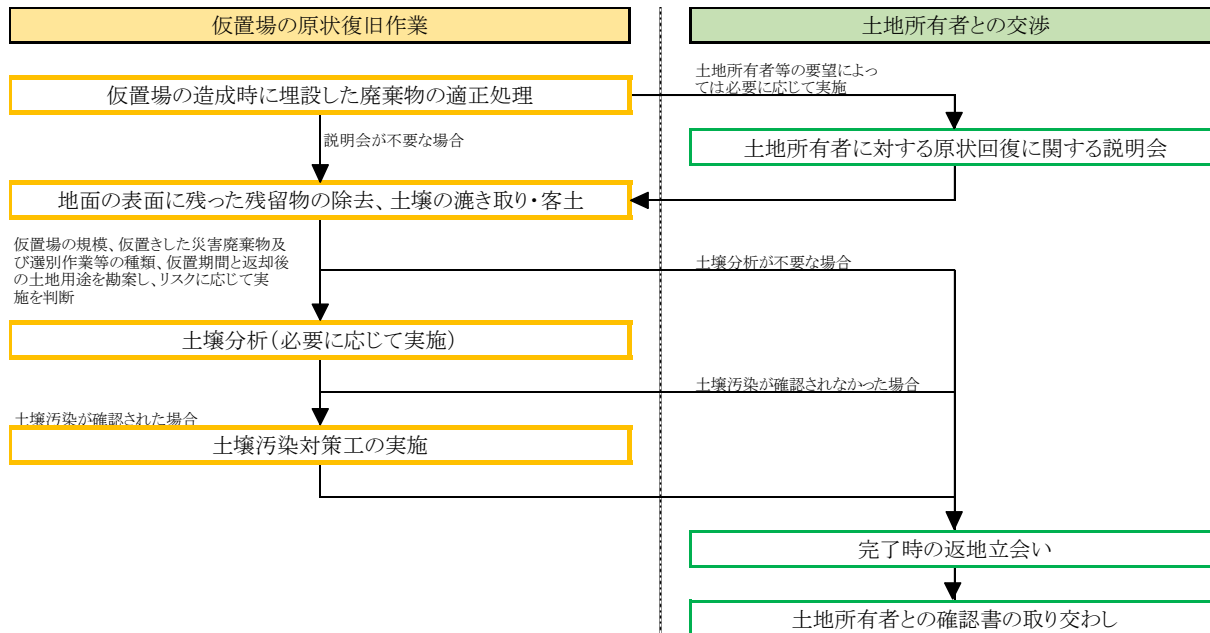 仮置場の原状復旧作業
土地所有者との交渉
仮置場の造成時に埋設した廃棄物の適正処理
土地所有者等の要望によっ
ては必要に応じて実施
説明会が不要な場合
土地所有者に対する原状回復に関する説明会
地面の表面に残った残留物の除去、土壌の漉き取り・客土
仮置場の規模、仮置きした災害廃棄物及
び選別作業等の種類、仮置期間と返却後
の土地用途を勘案し、リスクに応じて実
施を判断
土壌分析が不要な場合
土壌分析（必要に応じて実施）
土壌汚染が確認されなかった場合
土壌汚染が確認された場合
土壌汚染対策工の実施
完了時の返地立会い
土地所有者との確認書の取り交わし